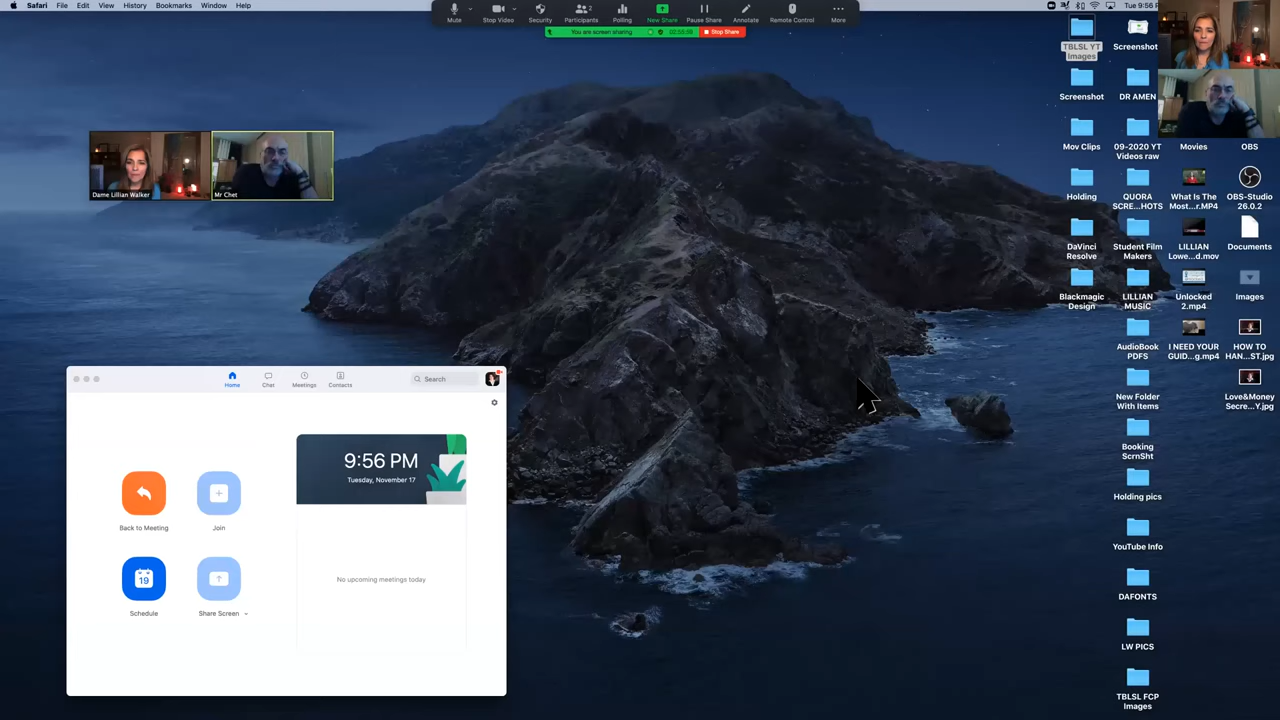 Safari File Edit View History Bookmarks Window Help
Tue 9:56 P
Mute Stop Video Security Participants 2 Polling New Share Pause Share Annotate Remote Control More
You are screen sharing
Stop Share
Dame Lillian Walker
Mr Chet
TBLSL YT
Images
Screenshot
Screenshot
DR AMEN
Mov Clips
09-2020 YT
Videos raw
Movies
OBS
Holding
QUORA
SCRE...HOTS
What Is The
Most...r.MP4
OBS-Studio
26.0.2
DaVinci
Resolve
Student Film
Makers
LILLIAN
Lowe...d.mov
Documents
Blackmagic
Design
LILLIAN
MUSIC
Unlocked
2.mp4
Images
AudioBook
PDFS
I NEED YOUR
GUID...g.mp4
HOW TO
HAN...ST.jpg
New Folder
With Items
Love&Money
Secre...Y.jpg
Booking
ScrnSht
Holding pics
YouTube Info
DAFONTS
LW PICS
TBLSL FCP
Images
Home Chat Meetings Contacts
Search
9:56 PM
Tuesday, November 17
Back to Meeting
Join
19
Schedule
Share Screen
No upcoming meetings today